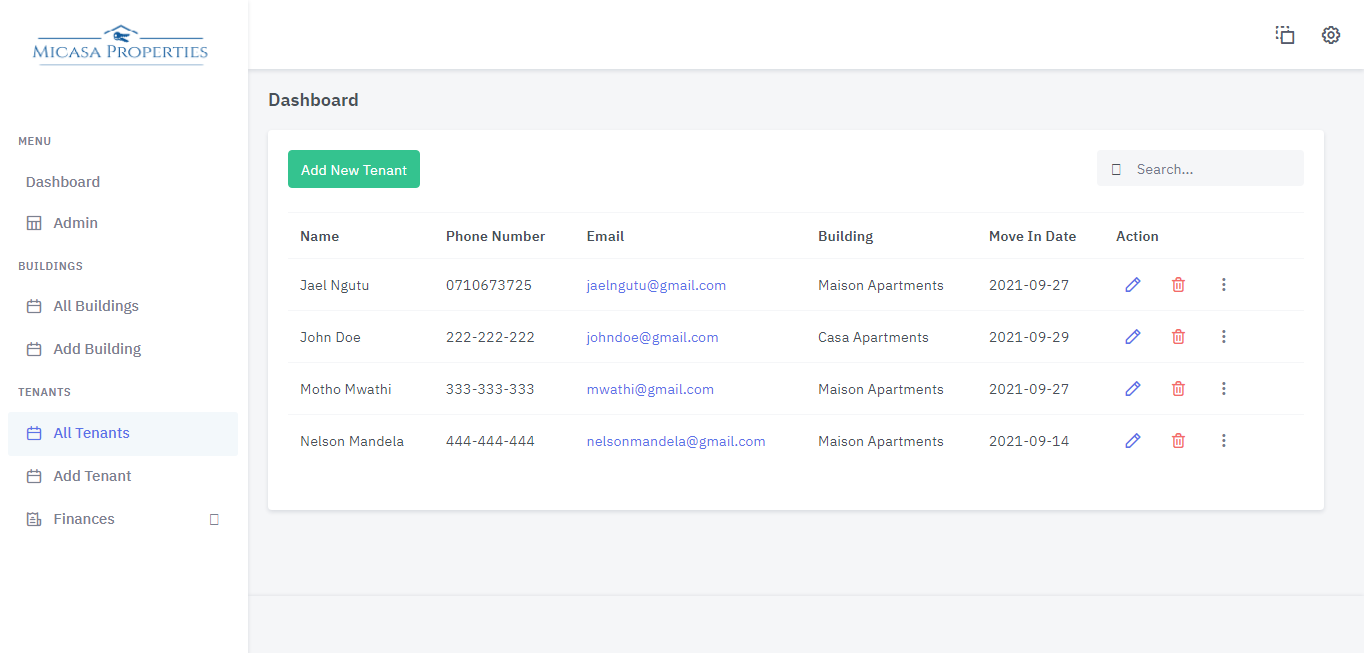 MICASA PROPERTIES
MENU
Dashboard
Admin
BUILDINGS
All Buildings
Add Building
TENANTS
All Tenants
Add Tenant
Finances
Dashboard
Add New Tenant
Search...
Name Phone Number Email Building Move In Date Action
Jael Ngutu 0710673725 jaelngutu@gmail.com Maison Apartments 2021-09-27
John Doe 222-222-222 johndoe@gmail.com Casa Apartments 2021-09-29
Motho Mwathi 333-333-333 mwathi@gmail.com Maison Apartments 2021-09-27
Nelson Mandela 444-444-444 nelsonmandela@gmail.com Maison Apartments 2021-09-14